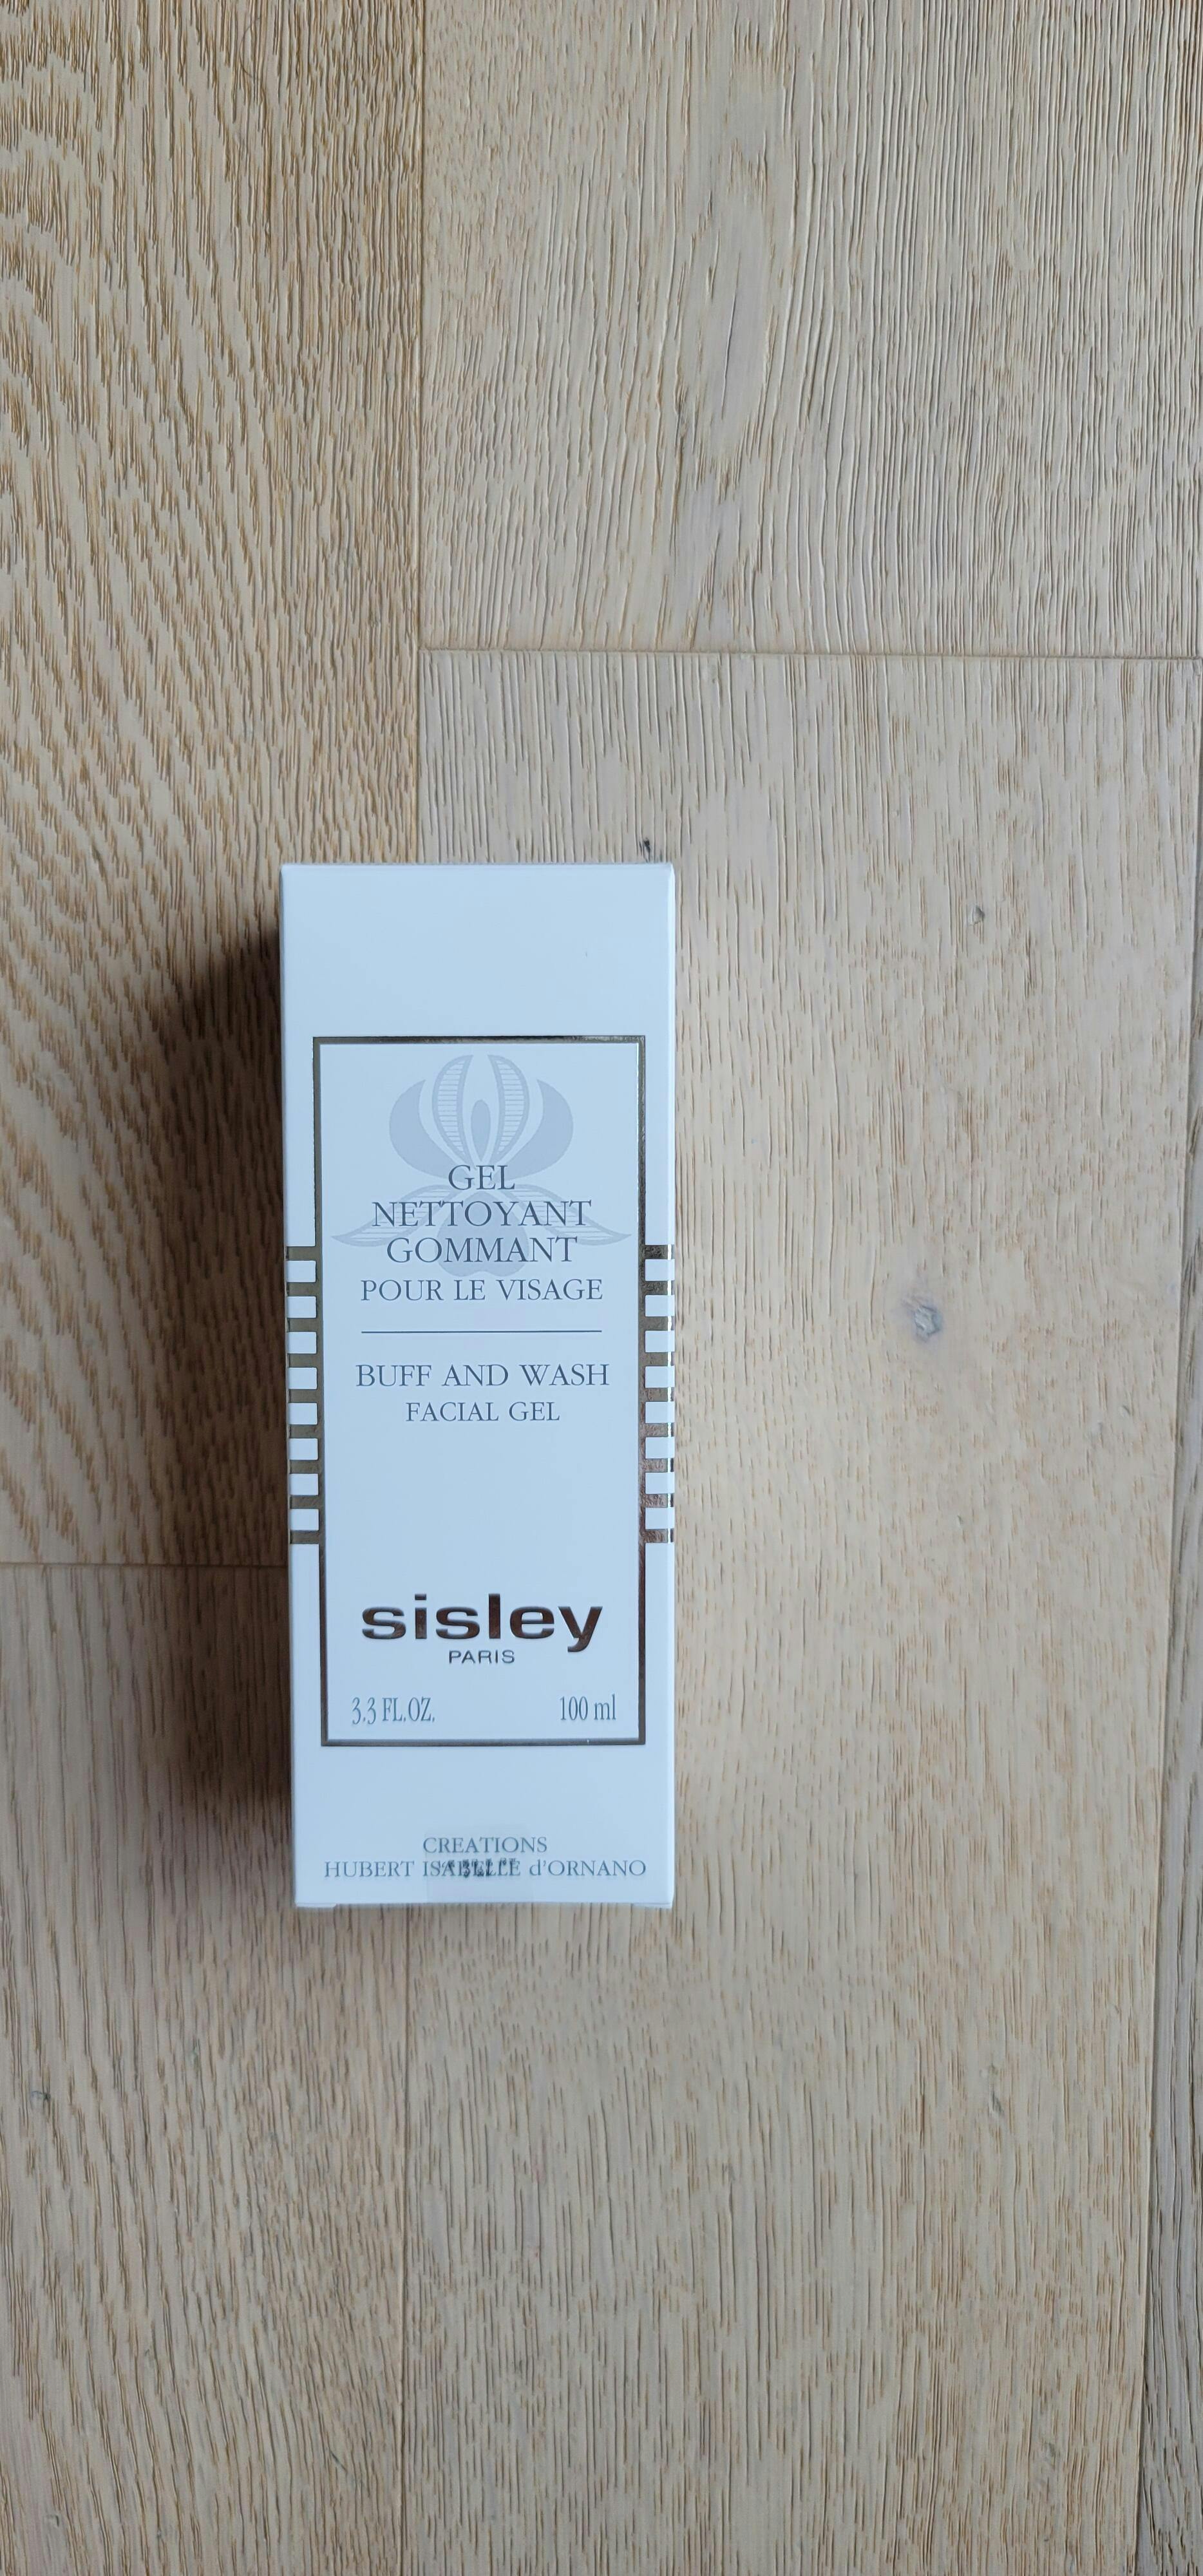 GEL
NETTOYANT
GOMMANT
POUR LE VISAGE
BUFF AND WASH
FACIAL GEL
sisley
PARIS
3.3 FL.OZ. 100 ml
CREATIONS
HUBERT ISABELLE d'ORNANO